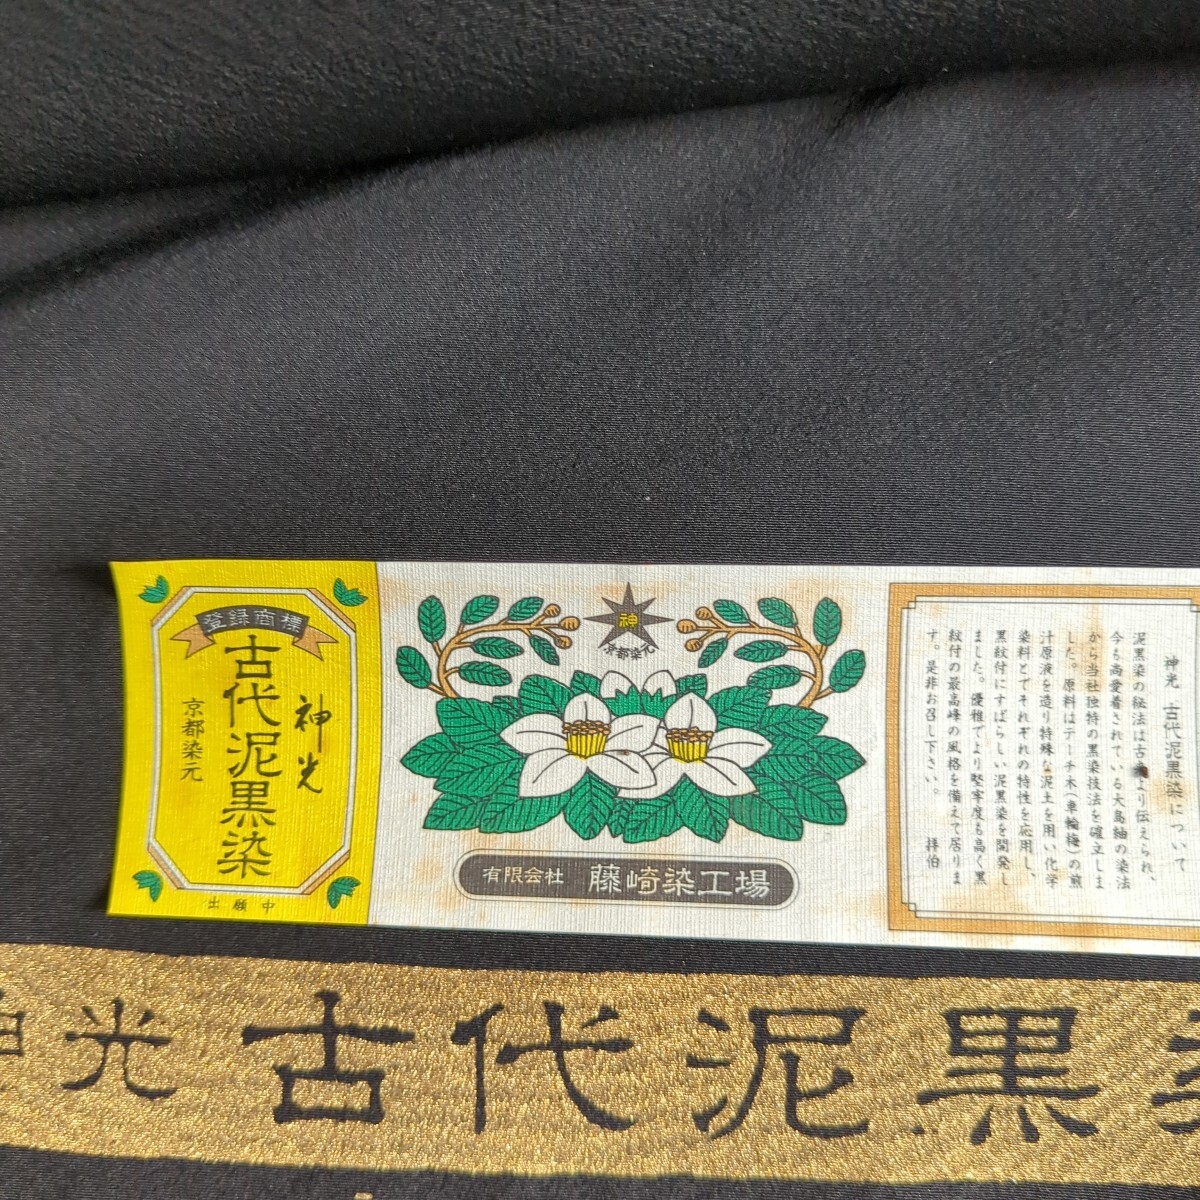 登録商標
神光
古代泥黒染
京都染元
出願中
神
京都染元
有限会社 藤崎染工場
神光 古代泥黒染について
泥黒染の秘法は古来より伝えられ、
今も尚愛着されている大島紬の染法
から当社独特の黒染技法を確立しま
した。原料はテーチ木(車輪梅)の煎
汁原液を造り特殊な泥土を用い化学
染料とでそれぞれの特性を応用し、
黒紋付にすばらしい泥黒染を開発し
ました。優雅でより堅牢度も高く黒
紋付の最高峰の風格を備えて居りま
す。是非お召し下さい。 拝伯
光 古代泥黒